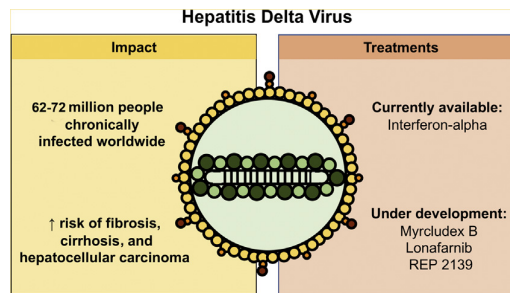 Hepatitis Delta Virus
Impact
62-72 million people
chronically
infected worldwide
↑ risk of fibrosis,
cirrhosis, and
hepatocellular carcinoma
Treatments
Currently available:
Interferon-alpha
Under development:
Myrcludex B
Lonafarnib
REP 2139